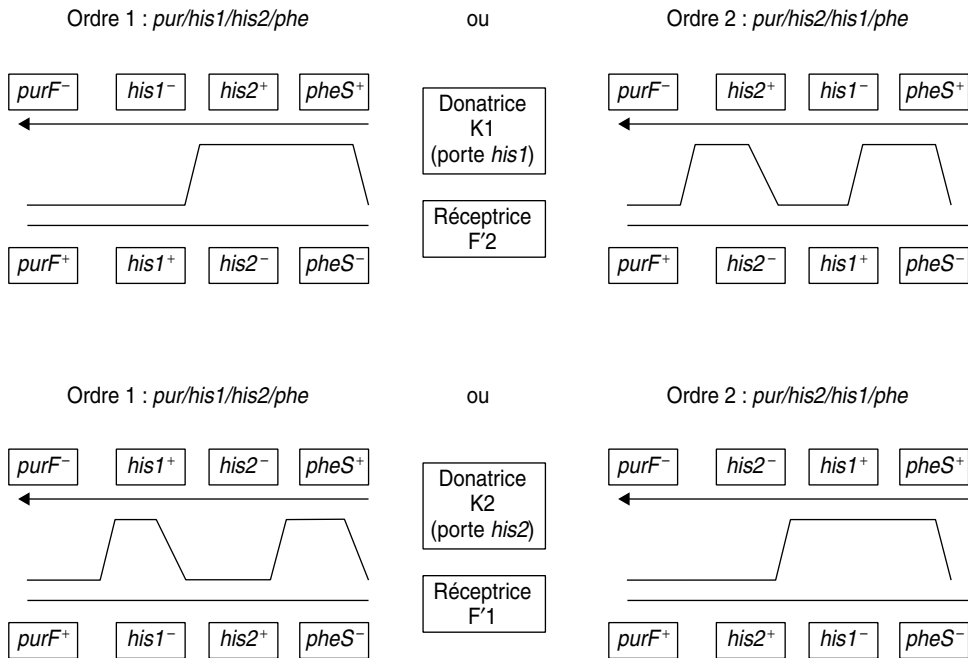 Ordre 1 : pur/his1/his2/phe ou Ordre 2 : pur/his2/his1/phe
purF⁻ his1⁻ his2⁺ pheS⁺
Donatrice
K1
(porte his1)
purF⁻ his2⁺ his1⁻ pheS⁺
Réceptrice
F′2
purF⁺ his1⁺ his2⁻ pheS⁻
purF⁺ his2⁻ his1⁺ pheS⁻
Ordre 1 : pur/his1/his2/phe ou Ordre 2 : pur/his2/his1/phe
purF⁻ his1⁺ his2⁻ pheS⁺
Donatrice
K2
(porte his2)
purF⁻ his2⁻ his1⁺ pheS⁺
Réceptrice
F′1
purF⁺ his1⁻ his2⁺ pheS⁻
purF⁺ his2⁺ his1⁻ pheS⁻